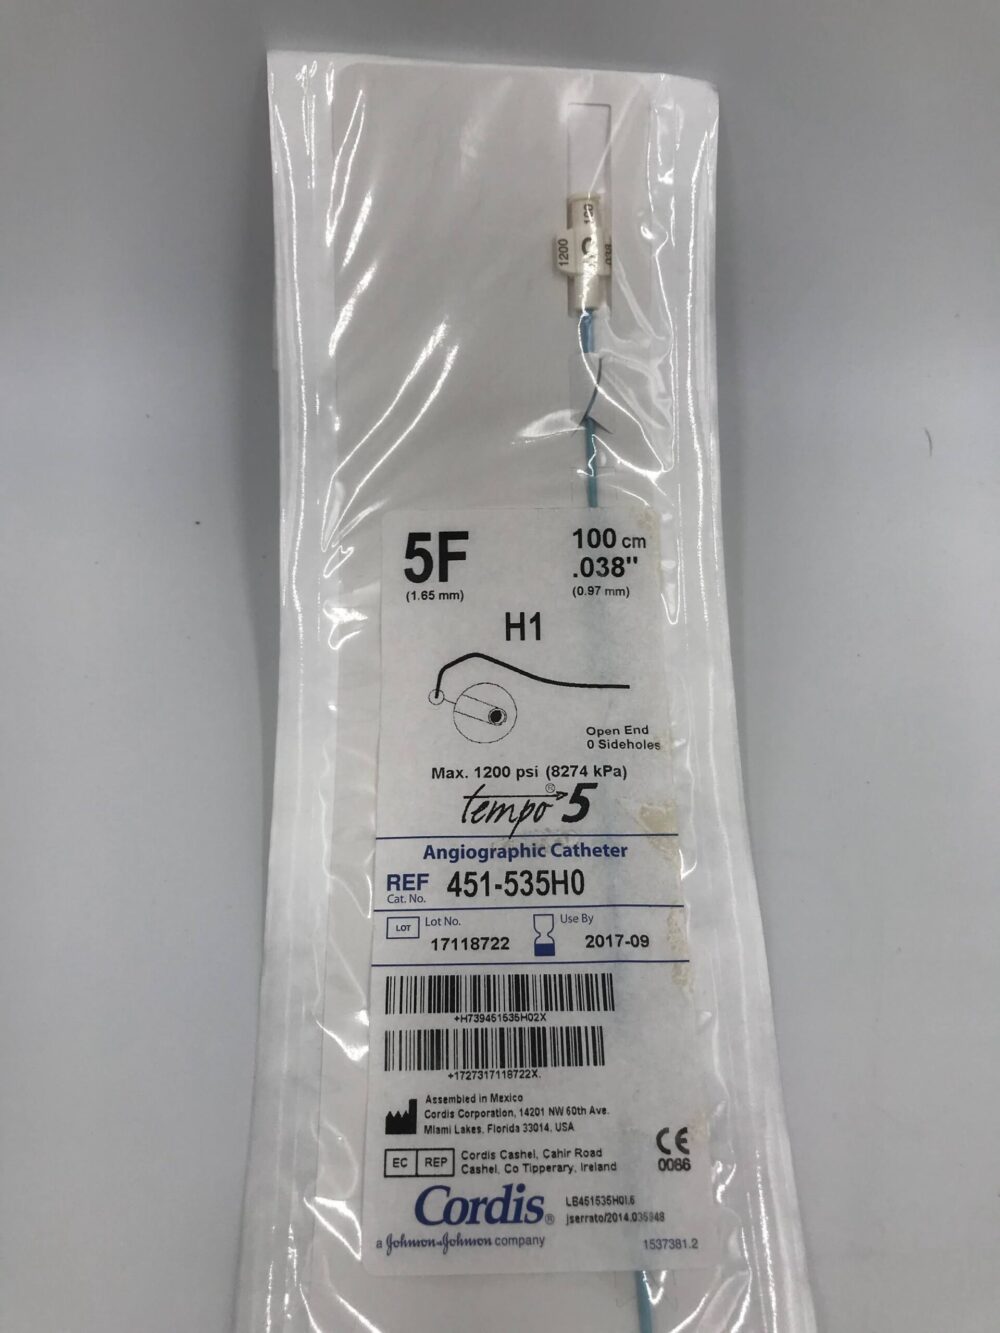 1200
100
.038
5F
(1.65 mm)
100 cm
.038"
(0.97 mm)
H1
Open End
0 Sideholes
Max. 1200 psi (8274 kPa)
tempo® 5
Angiographic Catheter
REF 451-535H0
Cat. No.
LOT Lot No.
17118722
Use By
2017-09
+H739451535H02X
+1727317118722X.
Assembled in Mexico
Cordis Corporation, 14201 NW 60th Ave.
Miami Lakes, Florida 33014, USA
EC REP
Cordis Cashel, Cahir Road
Cashel, Co Tipperary, Ireland
CE
0086
Cordis®
a Johnson&Johnson company
LB451535H0I.6
jserrato/2014.035948
1537381.2